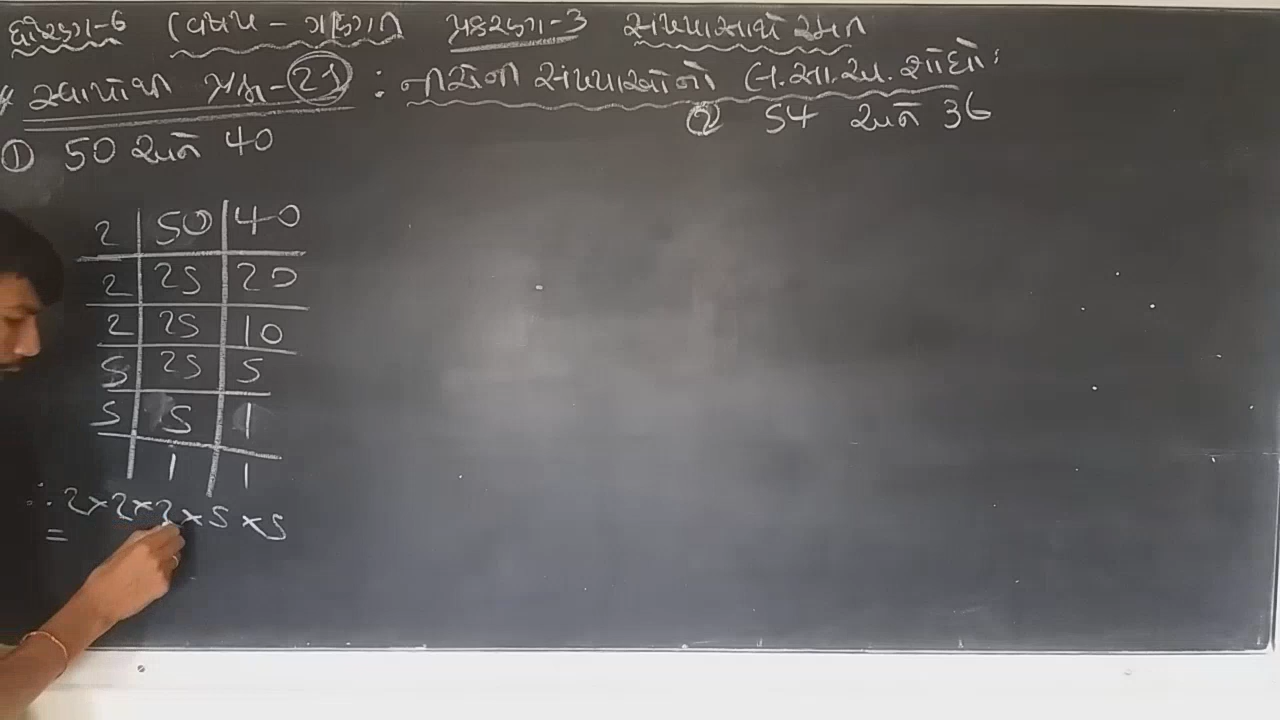 ધોરણ-6 વિષય - ગણિત પ્રકરણ-3 સંખ્યા સાથે રમત
સ્વાધ્યાય પ્રશ્ન-21 : નીચેના સંખ્યાઓનો લ.સા.અ. શોધો:
① 50 અને 40
② 54 અને 36
2 | 50 | 40
2 | 25 | 20
2 | 25 | 10
5 | 25 | 5
5 | 5 | 1
1 | 1
∴ 2×2×2×5×5
=